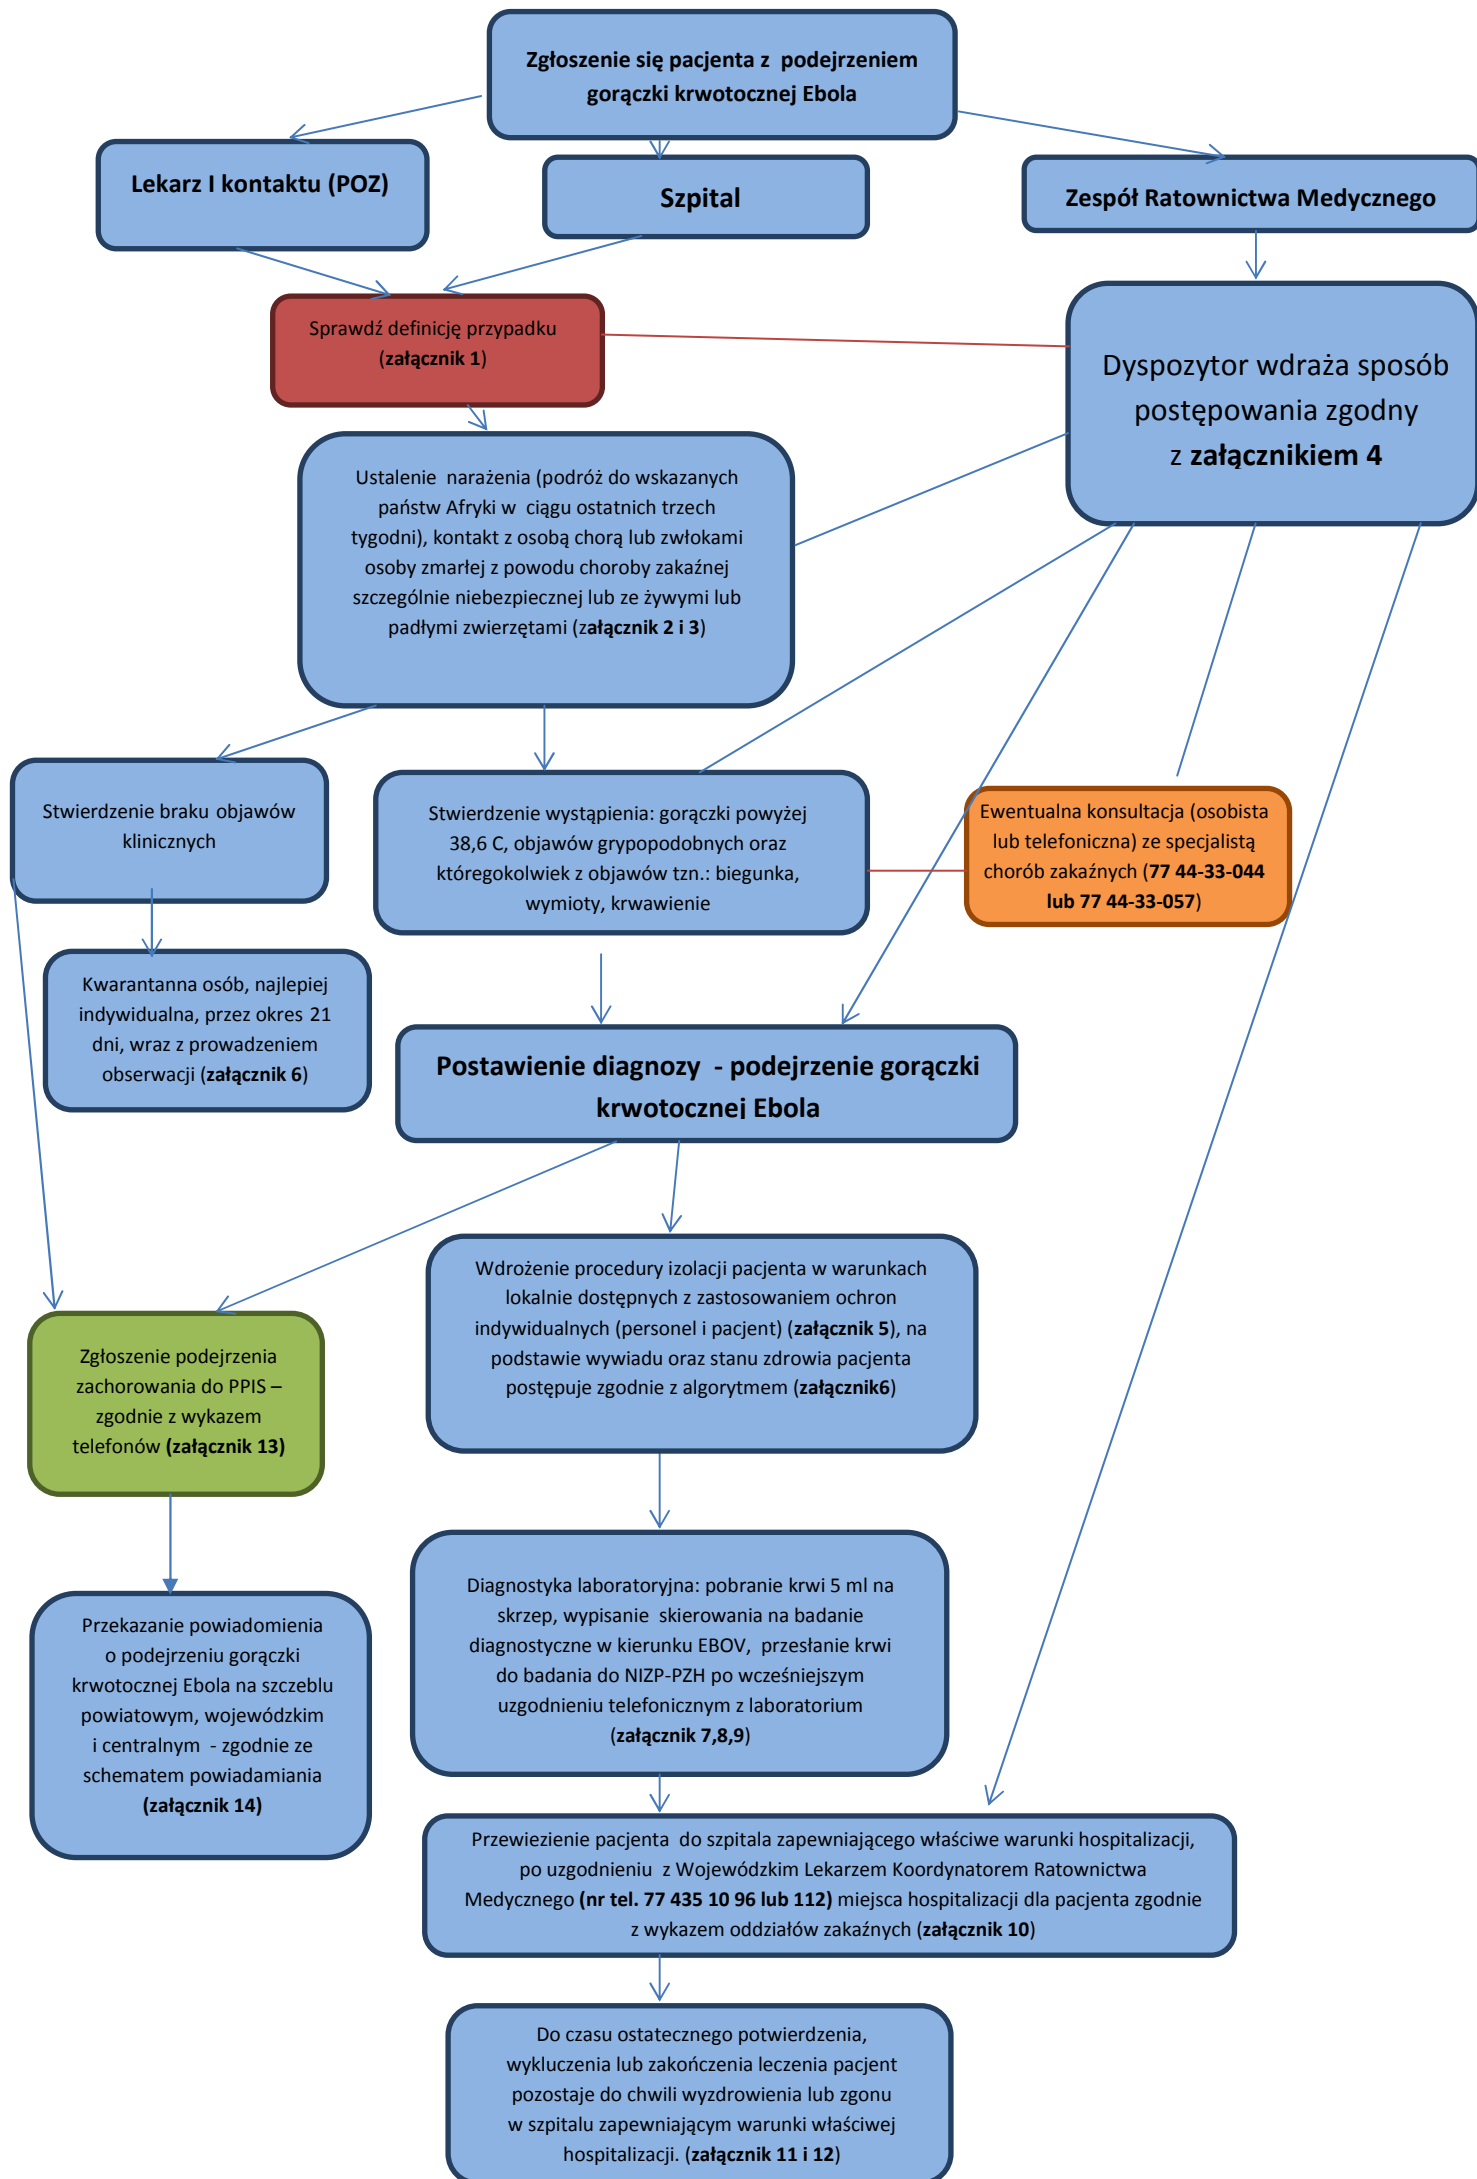 Zgłoszenie się pacjenta z podejrzeniem
gorączki krwotocznej Ebola
Lekarz I kontaktu (POZ)
Szpital
Zespół Ratownictwa Medycznego
Sprawdź definicję przypadku
(załącznik 1)
Dyspozytor wdraża sposób
postępowania zgodny
z załącznikiem 4
Ustalenie narażenia (podróż do wskazanych
państw Afryki w ciągu ostatnich trzech
tygodni), kontakt z osobą chorą lub zwłokami
osoby zmarłej z powodu choroby zakaźnej
szczególnie niebezpiecznej lub ze żywymi lub
padłymi zwierzętami (załącznik 2 i 3)
Stwierdzenie braku objawów
klinicznych
Stwierdzenie wystąpienia: gorączki powyżej
38,6 C, objawów grypopodobnych oraz
któregokolwiek z objawów tzn.: biegunka,
wymioty, krwawienie
Ewentualna konsultacja (osobista
lub telefoniczna) ze specjalistą
chorób zakaźnych (77 44-33-044
lub 77 44-33-057)
Kwarantanna osób, najlepiej
indywidualna, przez okres 21
dni, wraz z prowadzeniem
obserwacji (załącznik 6)
Postawienie diagnozy - podejrzenie gorączki
krwotocznej Ebola
Wdrożenie procedury izolacji pacjenta w warunkach
lokalnie dostępnych z zastosowaniem ochron
indywidualnych (personel i pacjent) (załącznik 5), na
podstawie wywiadu oraz stanu zdrowia pacjenta
postępuje zgodnie z algorytmem (załącznik6)
Zgłoszenie podejrzenia
zachorowania do PPIS –
zgodnie z wykazem
telefonów (załącznik 13)
Diagnostyka laboratoryjna: pobranie krwi 5 ml na
skrzep, wypisanie skierowania na badanie
diagnostyczne w kierunku EBOV, przesłanie krwi
do badania do NIZP-PZH po wcześniejszym
uzgodnieniu telefonicznym z laboratorium
(załącznik 7,8,9)
Przekazanie powiadomienia
o podejrzeniu gorączki
krwotocznej Ebola na szczeblu
powiatowym, wojewódzkim
i centralnym - zgodnie ze
schematem powiadamiania
(załącznik 14)
Przewiezienie pacjenta do szpitala zapewniającego właściwe warunki hospitalizacji,
po uzgodnieniu z Wojewódzkim Lekarzem Koordynatorem Ratownictwa
Medycznego (nr tel. 77 435 10 96 lub 112) miejsca hospitalizacji dla pacjenta zgodnie
z wykazem oddziałów zakaźnych (załącznik 10)
Do czasu ostatecznego potwierdzenia,
wykluczenia lub zakończenia leczenia pacjent
pozostaje do chwili wyzdrowienia lub zgonu
w szpitalu zapewniającym warunki właściwej
hospitalizacji. (załącznik 11 i 12)